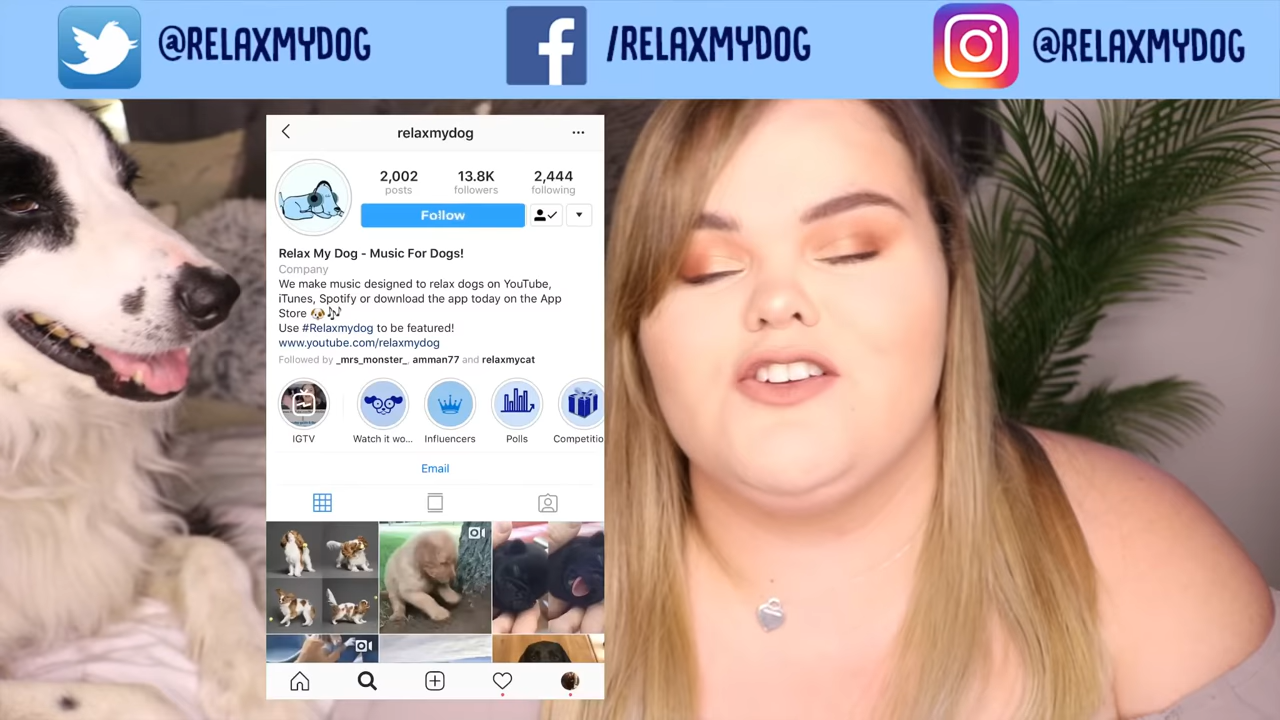 @RELAXMYDOG
/RELAXMYDOG
@RELAXMYDOG
relaxmydog
2,002 13.8K 2,444
posts followers following
Follow
Relax My Dog - Music For Dogs!
Company
We make music designed to relax dogs on YouTube,
iTunes, Spotify or download the app today on the App
Store 🐶🎶
Use #Relaxmydog to be featured!
www.youtube.com/relaxmydog
Followed by _mrs_monster_, amman77 and relaxmycat
IGTV Watch it wo... Influencers Polls Competitio
Email